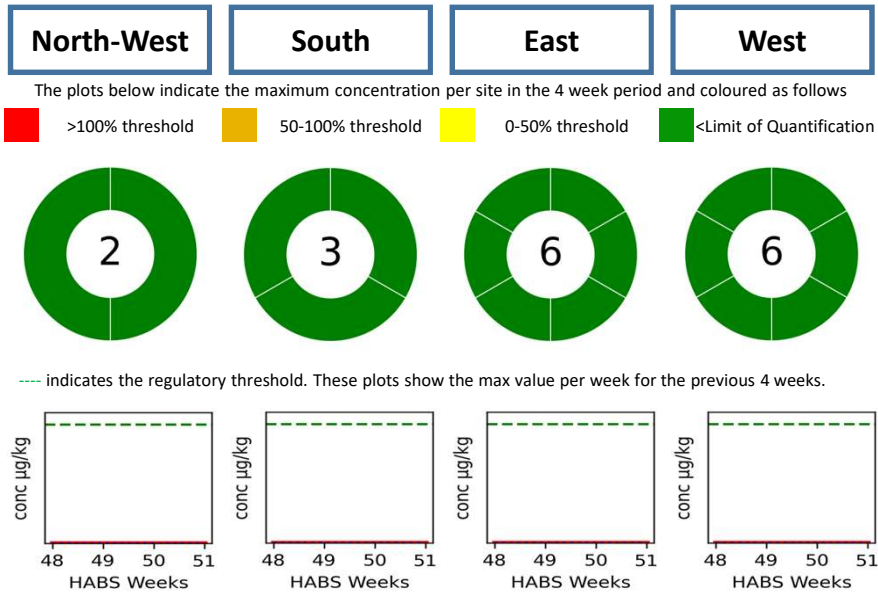 North-West South East West
The plots below indicate the maximum concentration per site in the 4 week period and coloured as follows
>100% threshold 50-100% threshold 0-50% threshold <Limit of Quantification
2 3 6 6
---- indicates the regulatory threshold. These plots show the max value per week for the previous 4 weeks.
conc µg/kg conc µg/kg conc µg/kg conc µg/kg
48 49 50 51 48 49 50 51 48 49 50 51 48 49 50 51
HABS Weeks HABS Weeks HABS Weeks HABS Weeks